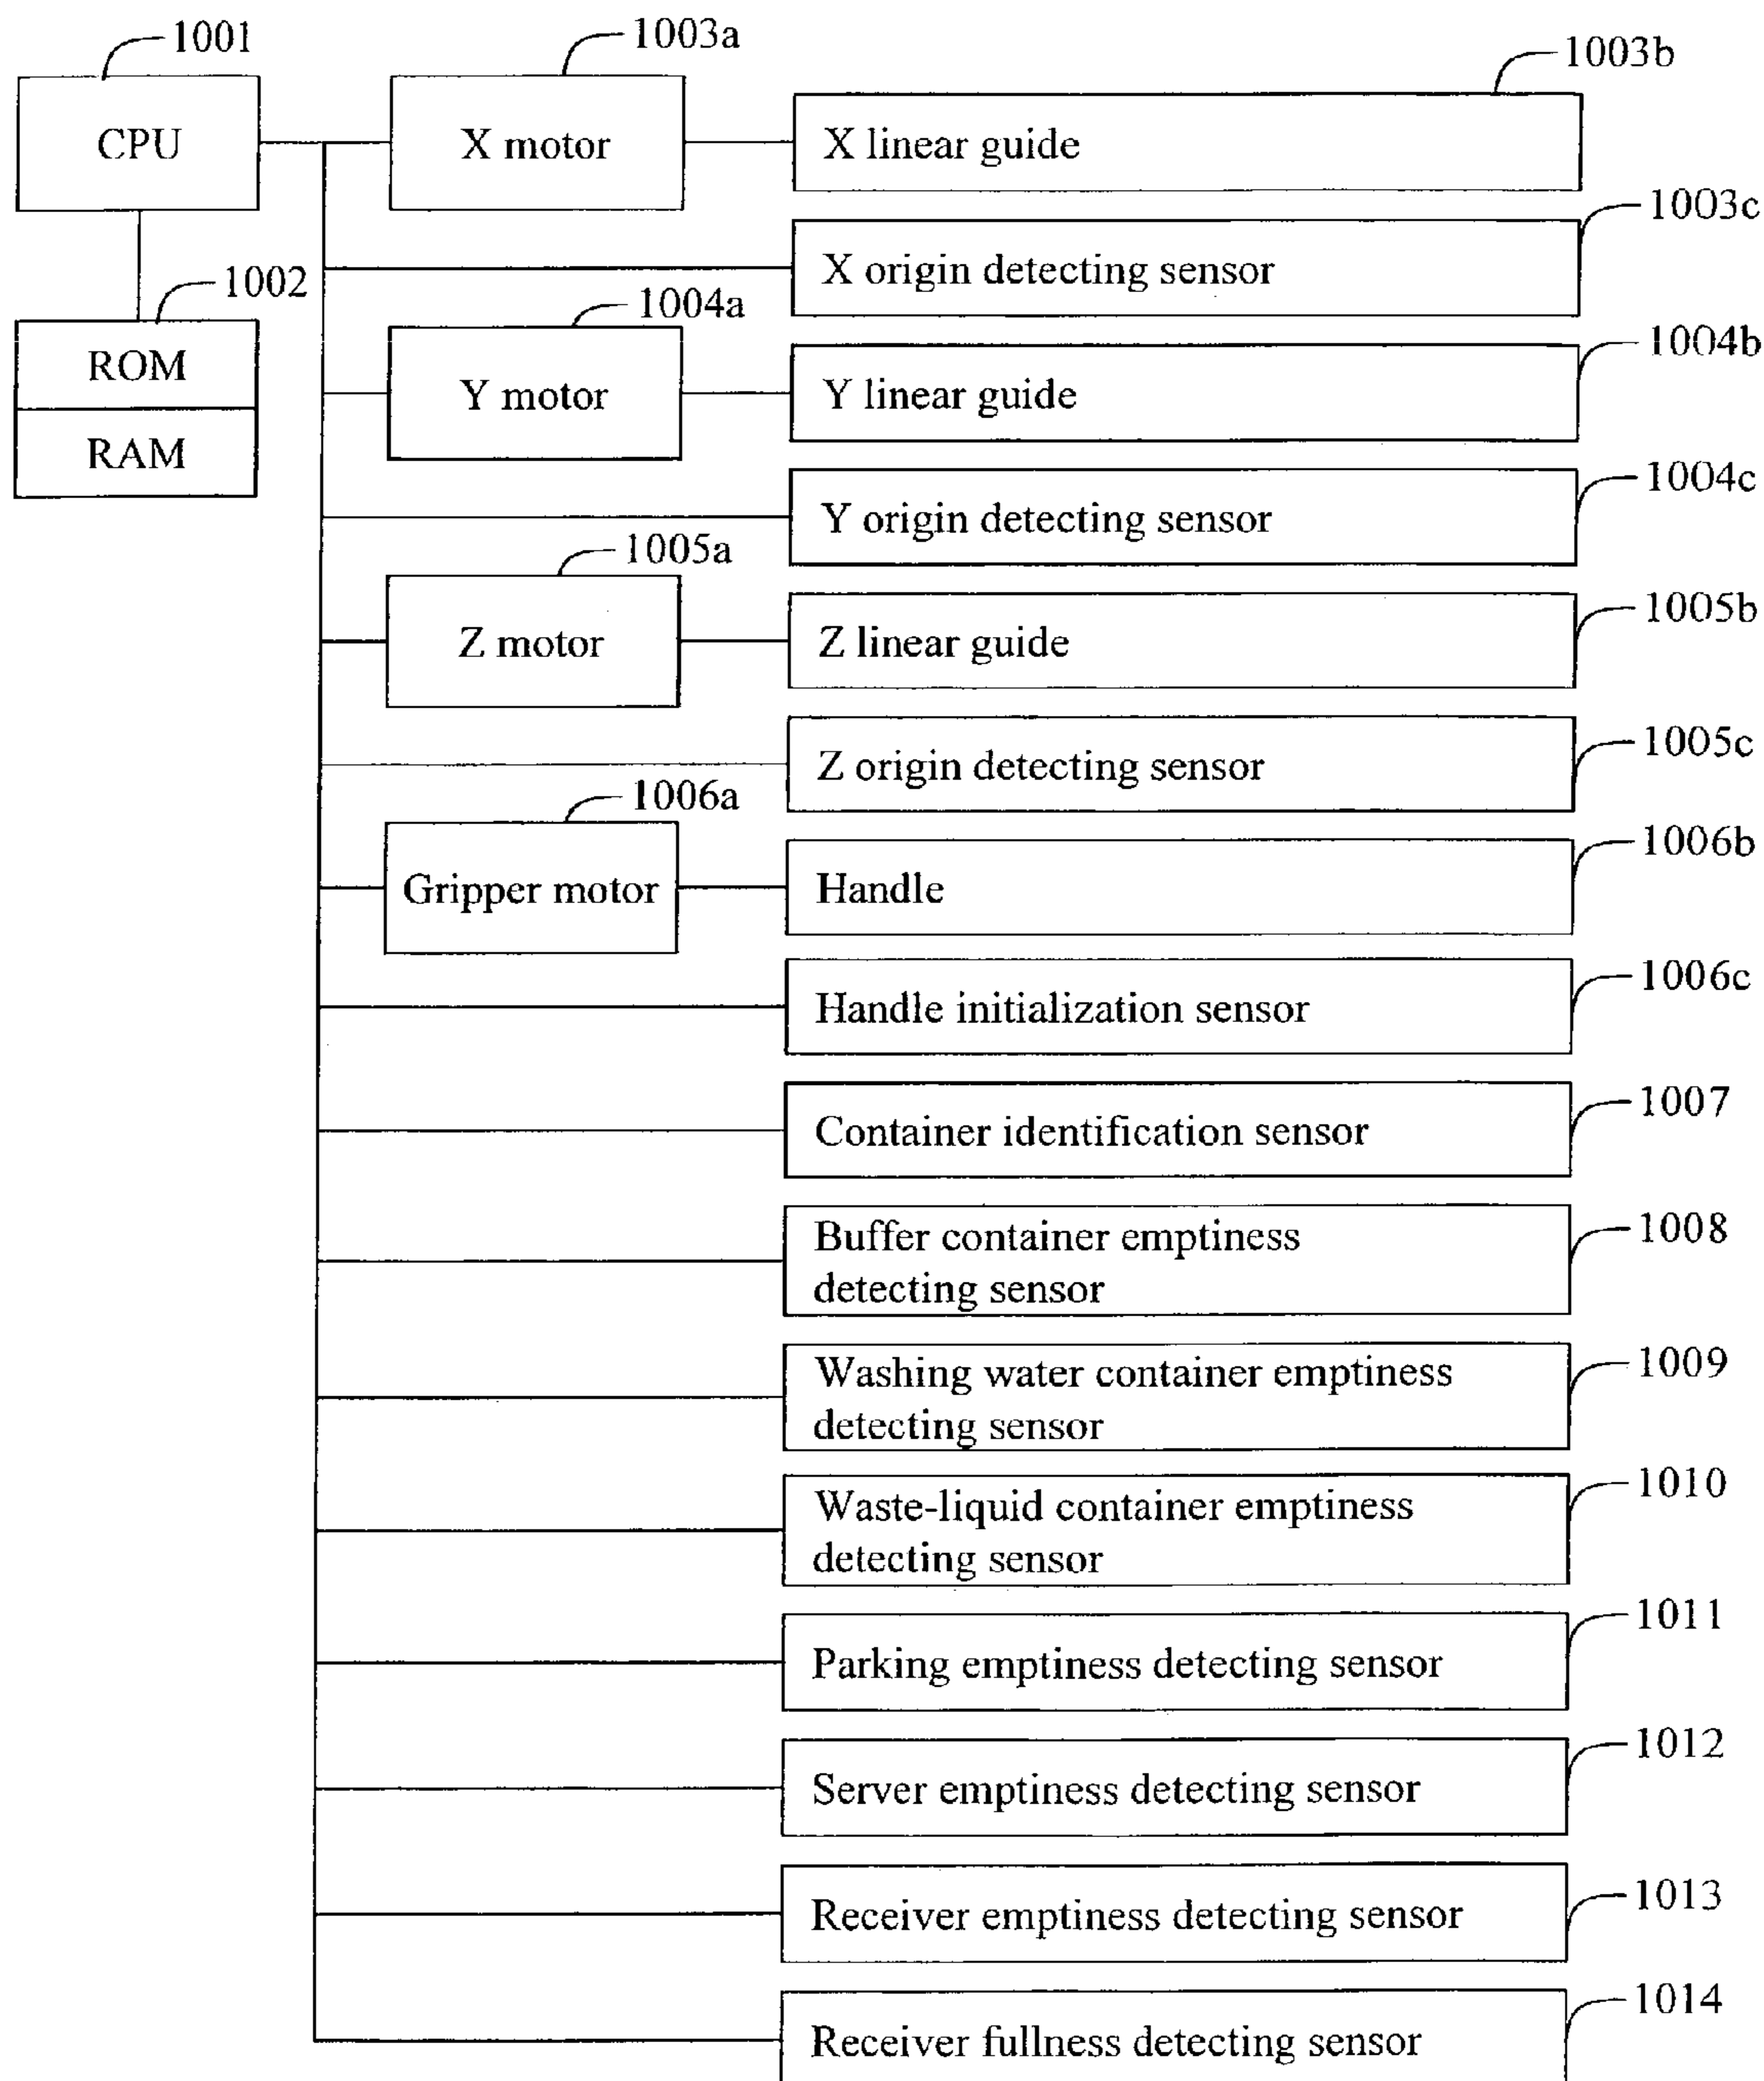 1001
1003a
1003b
CPU
X motor
X linear guide
1003c
X origin detecting sensor
1002
1004a
1004b
ROM
Y motor
Y linear guide
RAM
1004c
Y origin detecting sensor
1005a
1005b
Z motor
Z linear guide
1005c
Z origin detecting sensor
1006a
1006b
Gripper motor
Handle
1006c
Handle initialization sensor
1007
Container identification sensor
1008
Buffer container emptiness
detecting sensor
1009
Washing water container emptiness
detecting sensor
1010
Waste-liquid container emptiness
detecting sensor
1011
Parking emptiness detecting sensor
1012
Server emptiness detecting sensor
1013
Receiver emptiness detecting sensor
1014
Receiver fullness detecting sensor